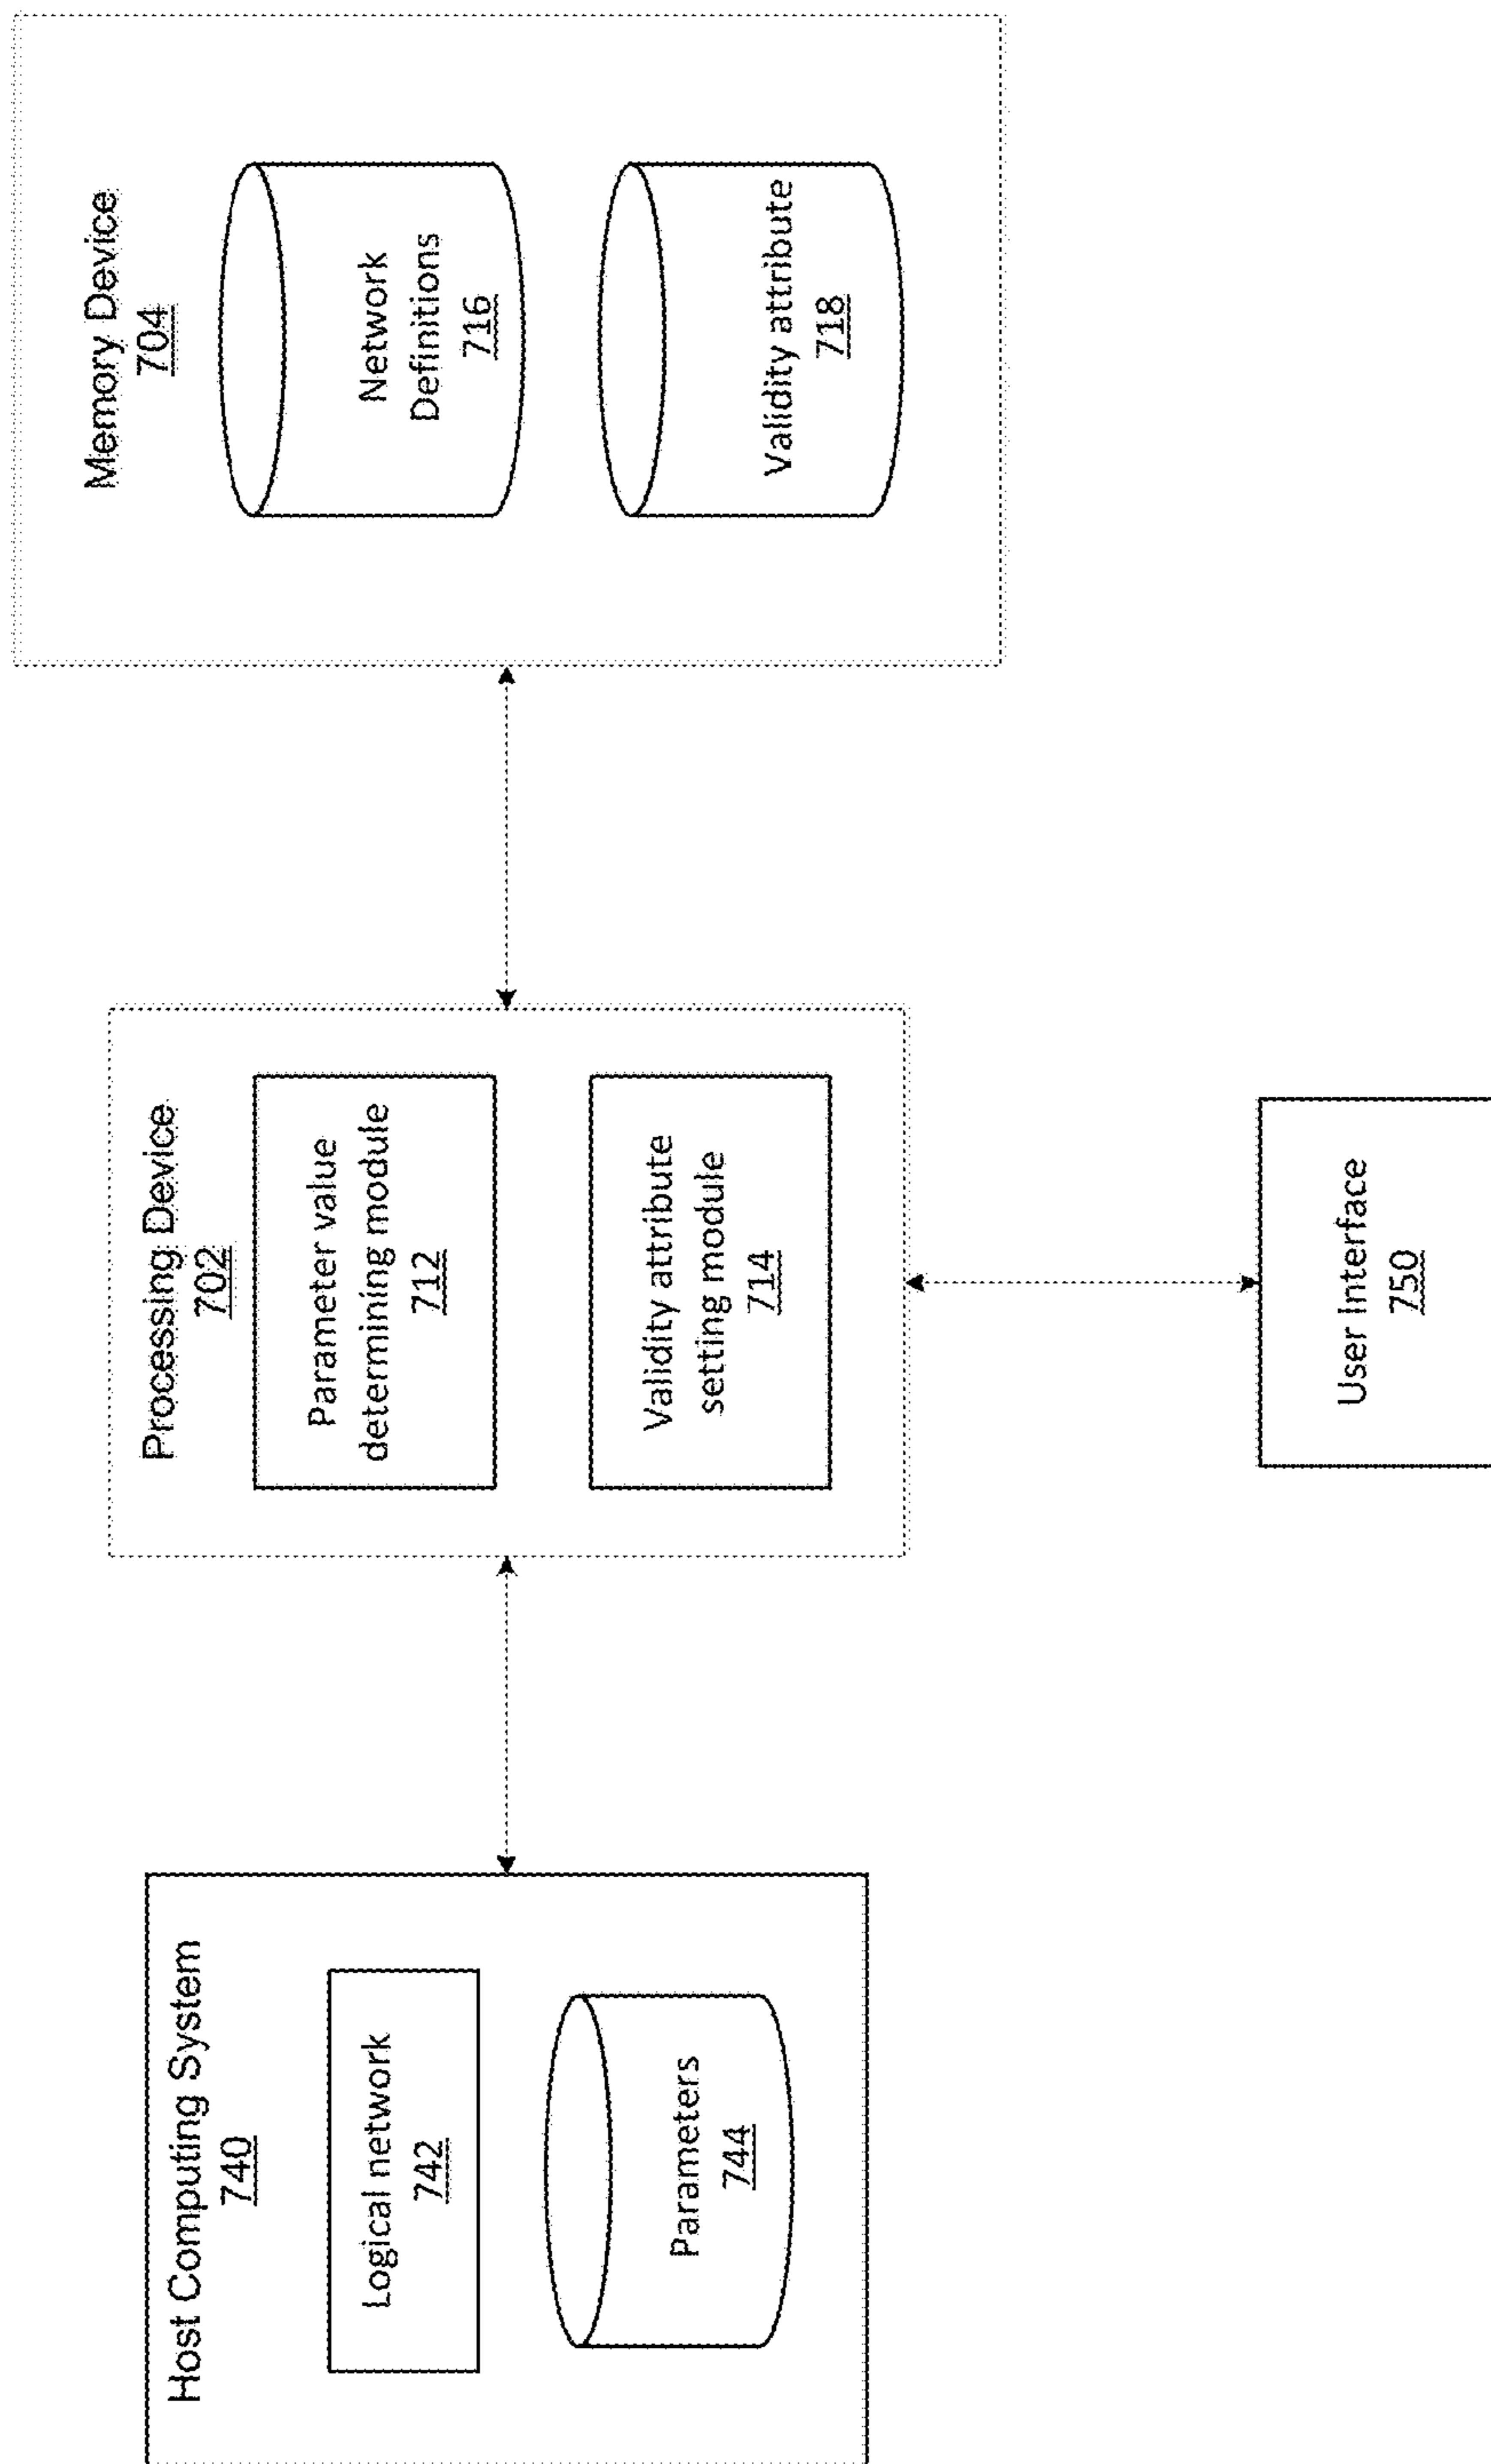 Host Computing System
740
Logical network
742
Parameters
744
Processing Device
702
Parameter value
determining module
712
Validity attribute
setting module
714
Memory Device
704
Network
Definitions
716
Validity attribute
718
User Interface
750